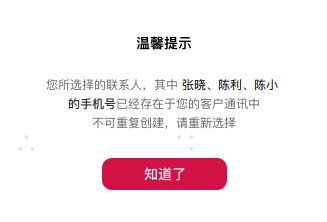 温馨提示
您所选择的联系人，其中 张晓、陈利、陈小
的手机号已经存在于您的客户通讯中
不可重复创建，请重新选择
知道了